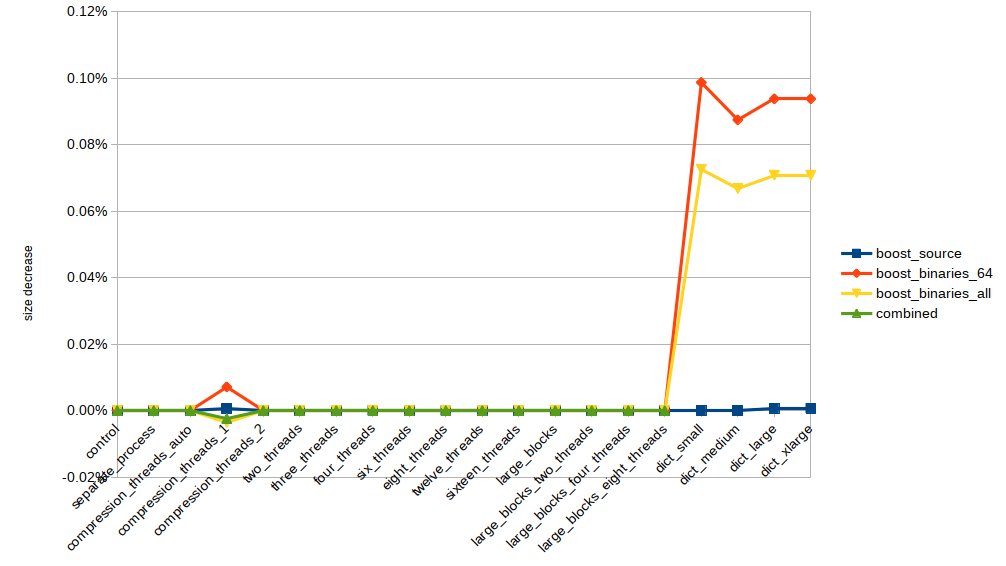 0.12%
0.10%
0.08%
0.06%
0.04%
0.02%
0.00%
-0.02%
size decrease
control
separate_process
compression_threads_auto
compression_threads_1
compression_threads_2
two_threads
three_threads
four_threads
six_threads
eight_threads
twelve_threads
sixteen_threads
large_blocks
large_blocks_two_threads
large_blocks_four_threads
large_blocks_eight_threads
dict_small
dict_medium
dict_large
dict_xlarge
boost_source
boost_binaries_64
boost_binaries_all
combined